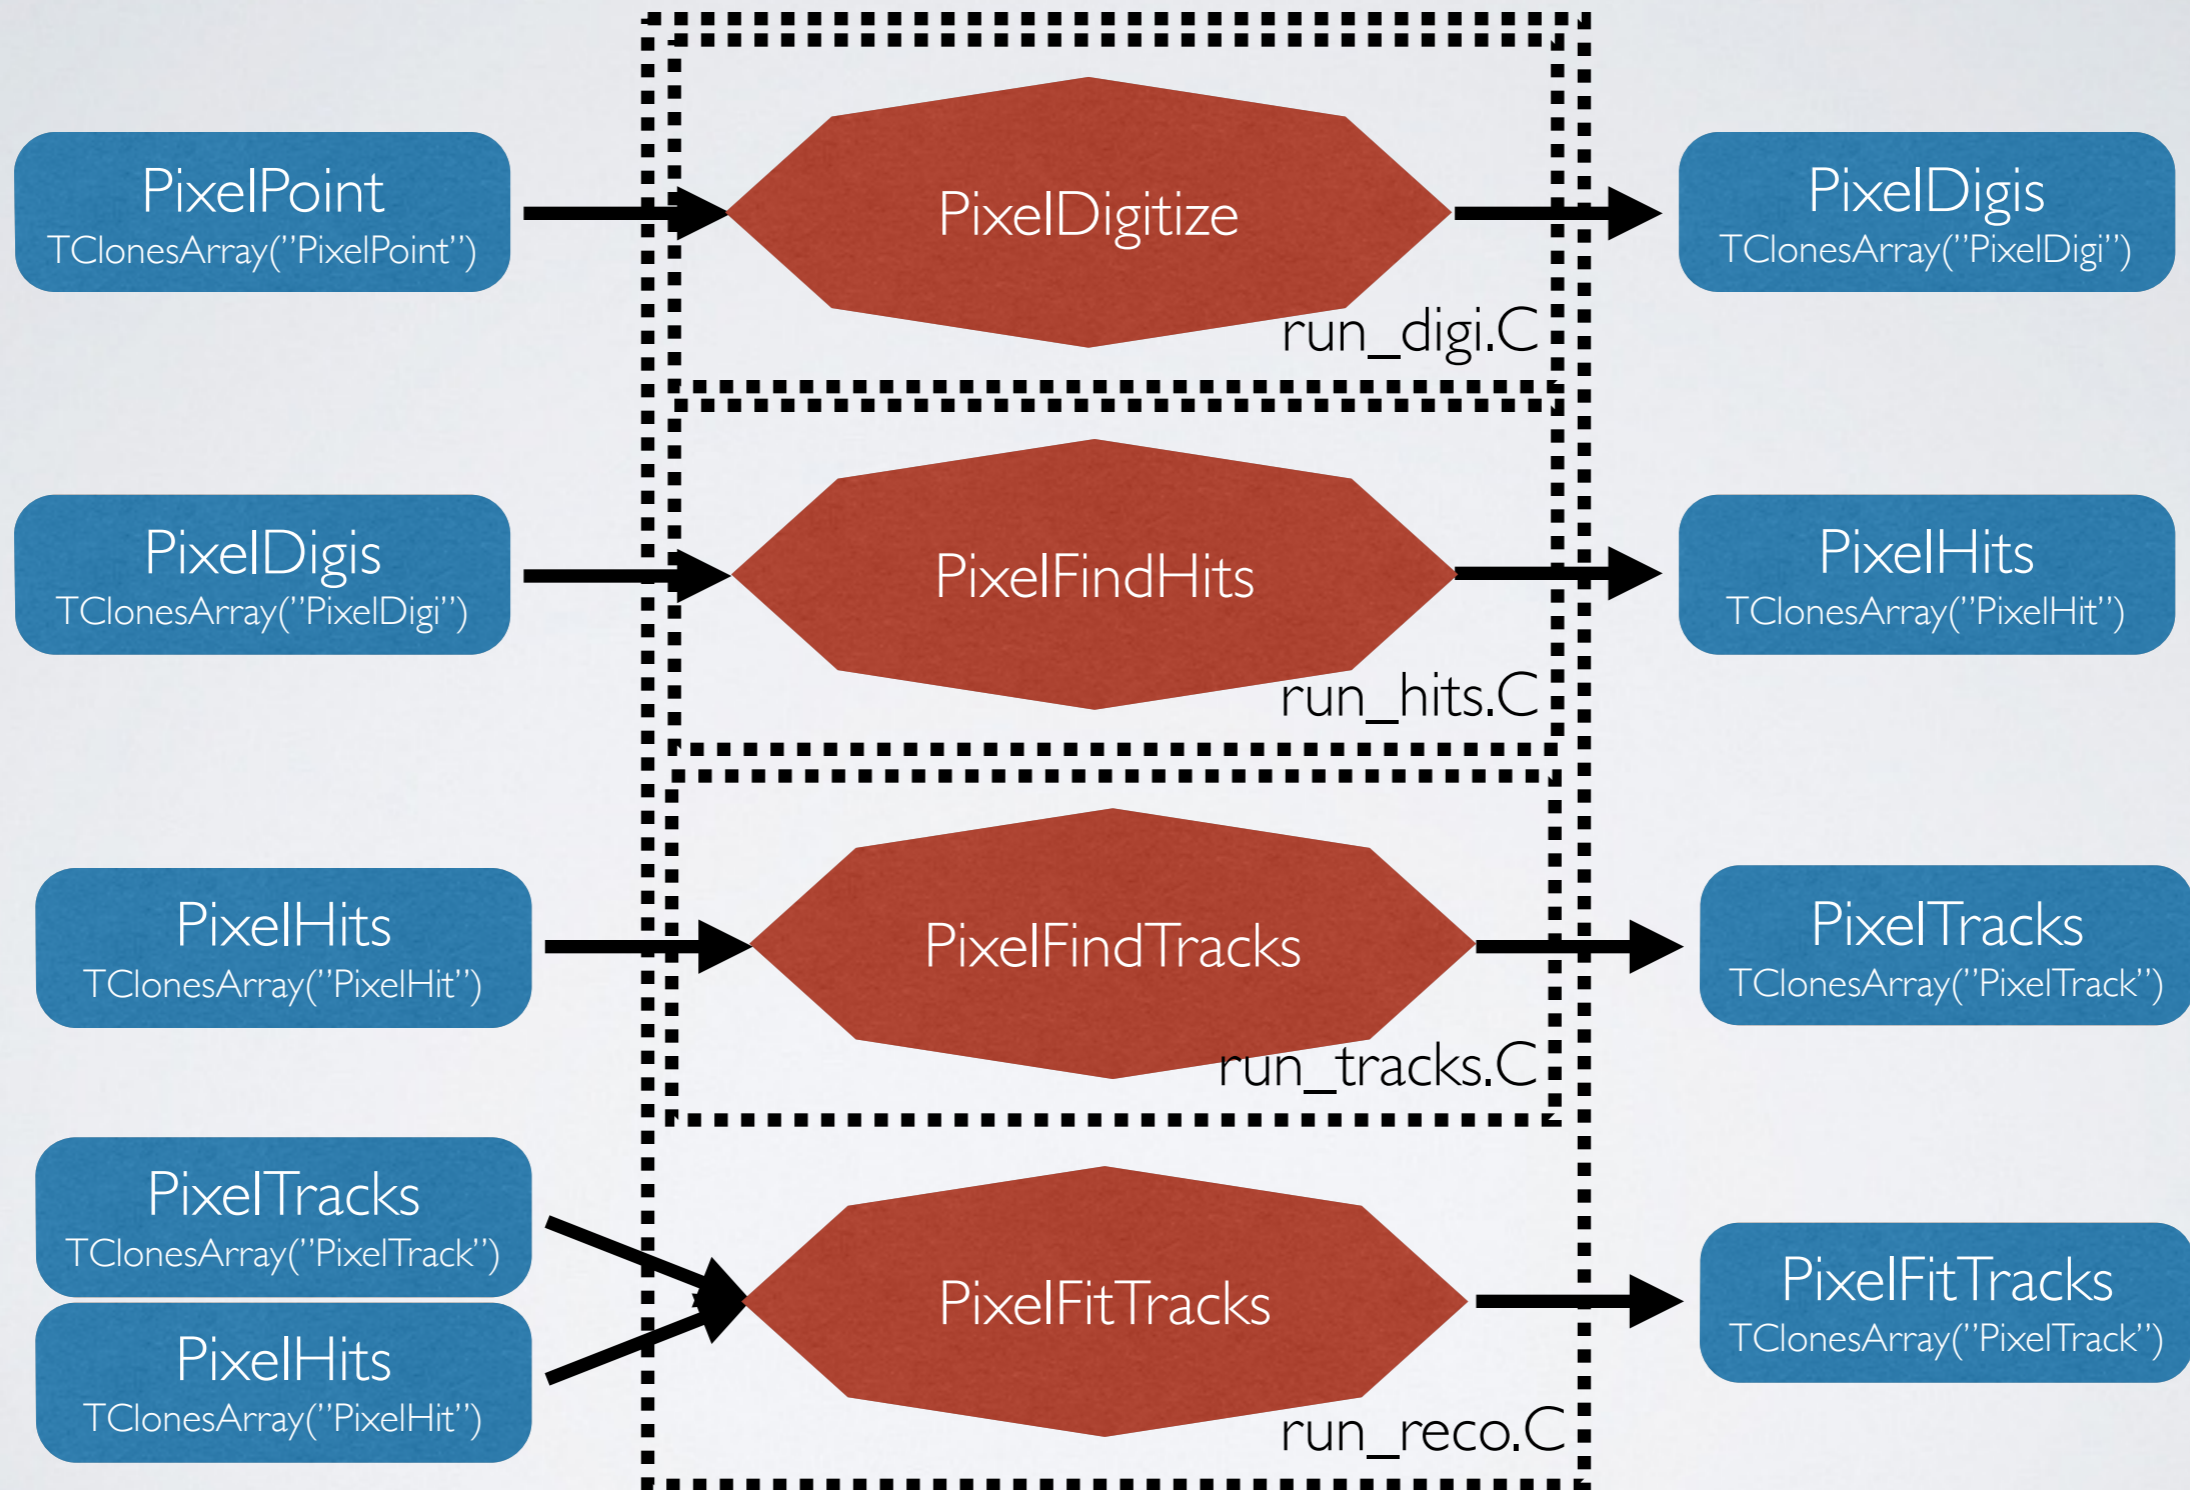 PixelPoint
TClonesArray("PixelPoint")
PixelDigitize
run_digi.C
PixelDigis
TClonesArray("PixelDigi")
PixelDigis
TClonesArray("PixelDigi")
PixelFindHits
run_hits.C
PixelHits
TClonesArray("PixelHit")
PixelHits
TClonesArray("PixelHit")
PixelFindTracks
run_tracks.C
PixelTracks
TClonesArray("PixelTrack")
PixelTracks
TClonesArray("PixelTrack")
PixelHits
TClonesArray("PixelHit")
PixelFitTracks
run_reco.C
PixelFitTracks
TClonesArray("PixelTrack")